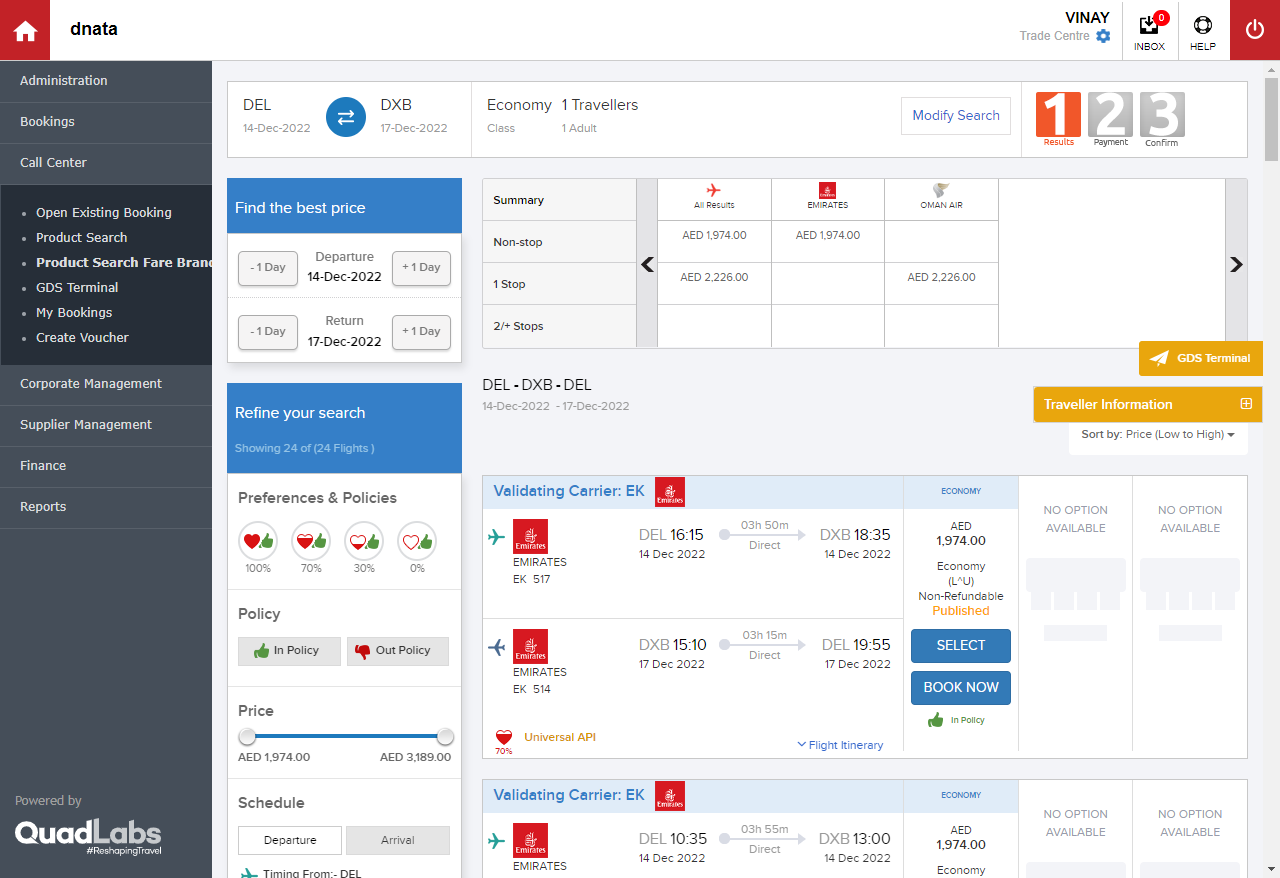 dnata
VINAY
Trade Centre
0
INBOX
HELP
Administration
Bookings
Call Center
Open Existing Booking
Product Search
Product Search Fare Bran
GDS Terminal
My Bookings
Create Voucher
Corporate Management
Supplier Management
Finance
Reports
Powered by
QuadLabs
#ReshapingTravel
DEL
14-Dec-2022
DXB
17-Dec-2022
Economy
Class
1 Travellers
1 Adult
Modify Search
1
Results
2
Payment
3
Confirm
Find the best price
- 1 Day
Departure
14-Dec-2022
+ 1 Day
- 1 Day
Return
17-Dec-2022
+ 1 Day
Summary
All Results
EMIRATES
OMAN AIR
Non-stop
AED 1,974.00
AED 1,974.00
1 Stop
AED 2,226.00
AED 2,226.00
2/+ Stops
GDS Terminal
Traveller Information
Refine your search
Showing 24 of (24 Flights )
Preferences & Policies
100%
70%
30%
0%
Policy
In Policy
Out Policy
Price
AED 1,974.00
AED 3,189.00
Schedule
Departure
Arrival
Timing From:- DEL
DEL - DXB - DEL
14-Dec-2022 - 17-Dec-2022
Sort by: Price (Low to High)
Validating Carrier: EK
Emirates
ECONOMY
Emirates
EMIRATES
EK 517
DEL 16:15
14 Dec 2022
03h 50m
Direct
DXB 18:35
14 Dec 2022
Emirates
EMIRATES
EK 514
DXB 15:10
17 Dec 2022
03h 15m
Direct
DEL 19:55
17 Dec 2022
70%
Universal API
Flight Itinerary
AED
1,974.00
Economy
(L^U)
Non-Refundable
Published
SELECT
BOOK NOW
In Policy
NO OPTION
AVAILABLE
NO OPTION
AVAILABLE
Validating Carrier: EK
Emirates
ECONOMY
Emirates
EMIRATES
DEL 10:35
14 Dec 2022
03h 55m
Direct
DXB 13:00
14 Dec 2022
AED
1,974.00
Economy
NO OPTION
AVAILABLE
NO OPTION
AVAILABLE